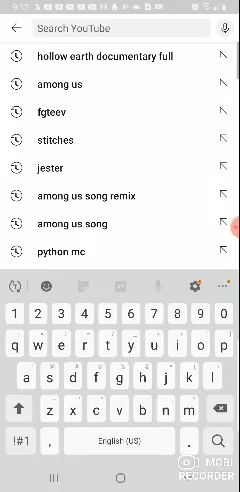 9:12
Search YouTube
hollow earth documentary full
among us
fgteev
stitches
jester
among us song remix
among us song
python mc
1 2 3 4 5 6 7 8 9 0
q w e r t y u i o p
a s d f g h j k l
z x c v b n m
!#1 , English (US) .
MOBI
RECORDER